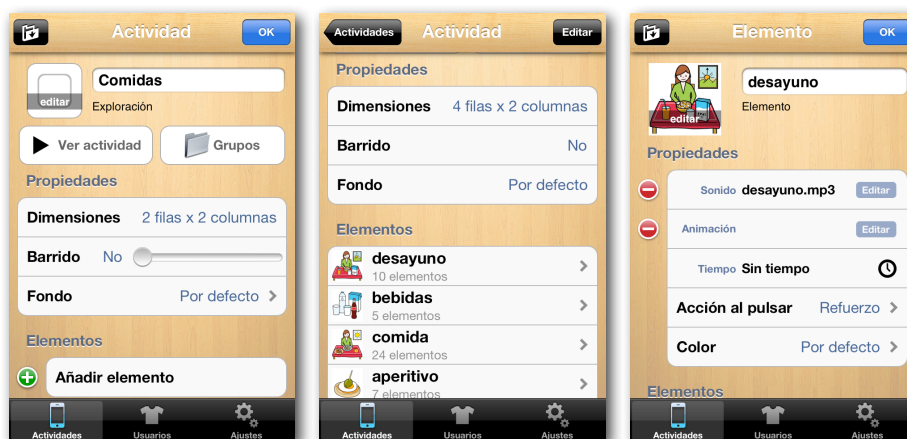 Actividad
OK
editar
Comidas
Exploración
Ver actividad
Grupos
Propiedades
Dimensiones 2 filas x 2 columnas
Barrido No
Fondo Por defecto
Elementos
Añadir elemento
Actividades Usuarios Ajustes
Actividades Actividad Editar
Propiedades
Dimensiones 4 filas x 2 columnas
Barrido No
Fondo Por defecto
Elementos
desayuno
10 elementos
bebidas
5 elementos
comida
24 elementos
aperitivo
7 elementos
Actividades Usuarios Ajustes
Elemento OK
editar
desayuno
Elemento
Propiedades
Sonido desayuno.mp3 Editar
Animación Editar
Tiempo Sin tiempo
Acción al pulsar Refuerzo
Color Por defecto
Elementos
Actividades Usuarios Ajustes